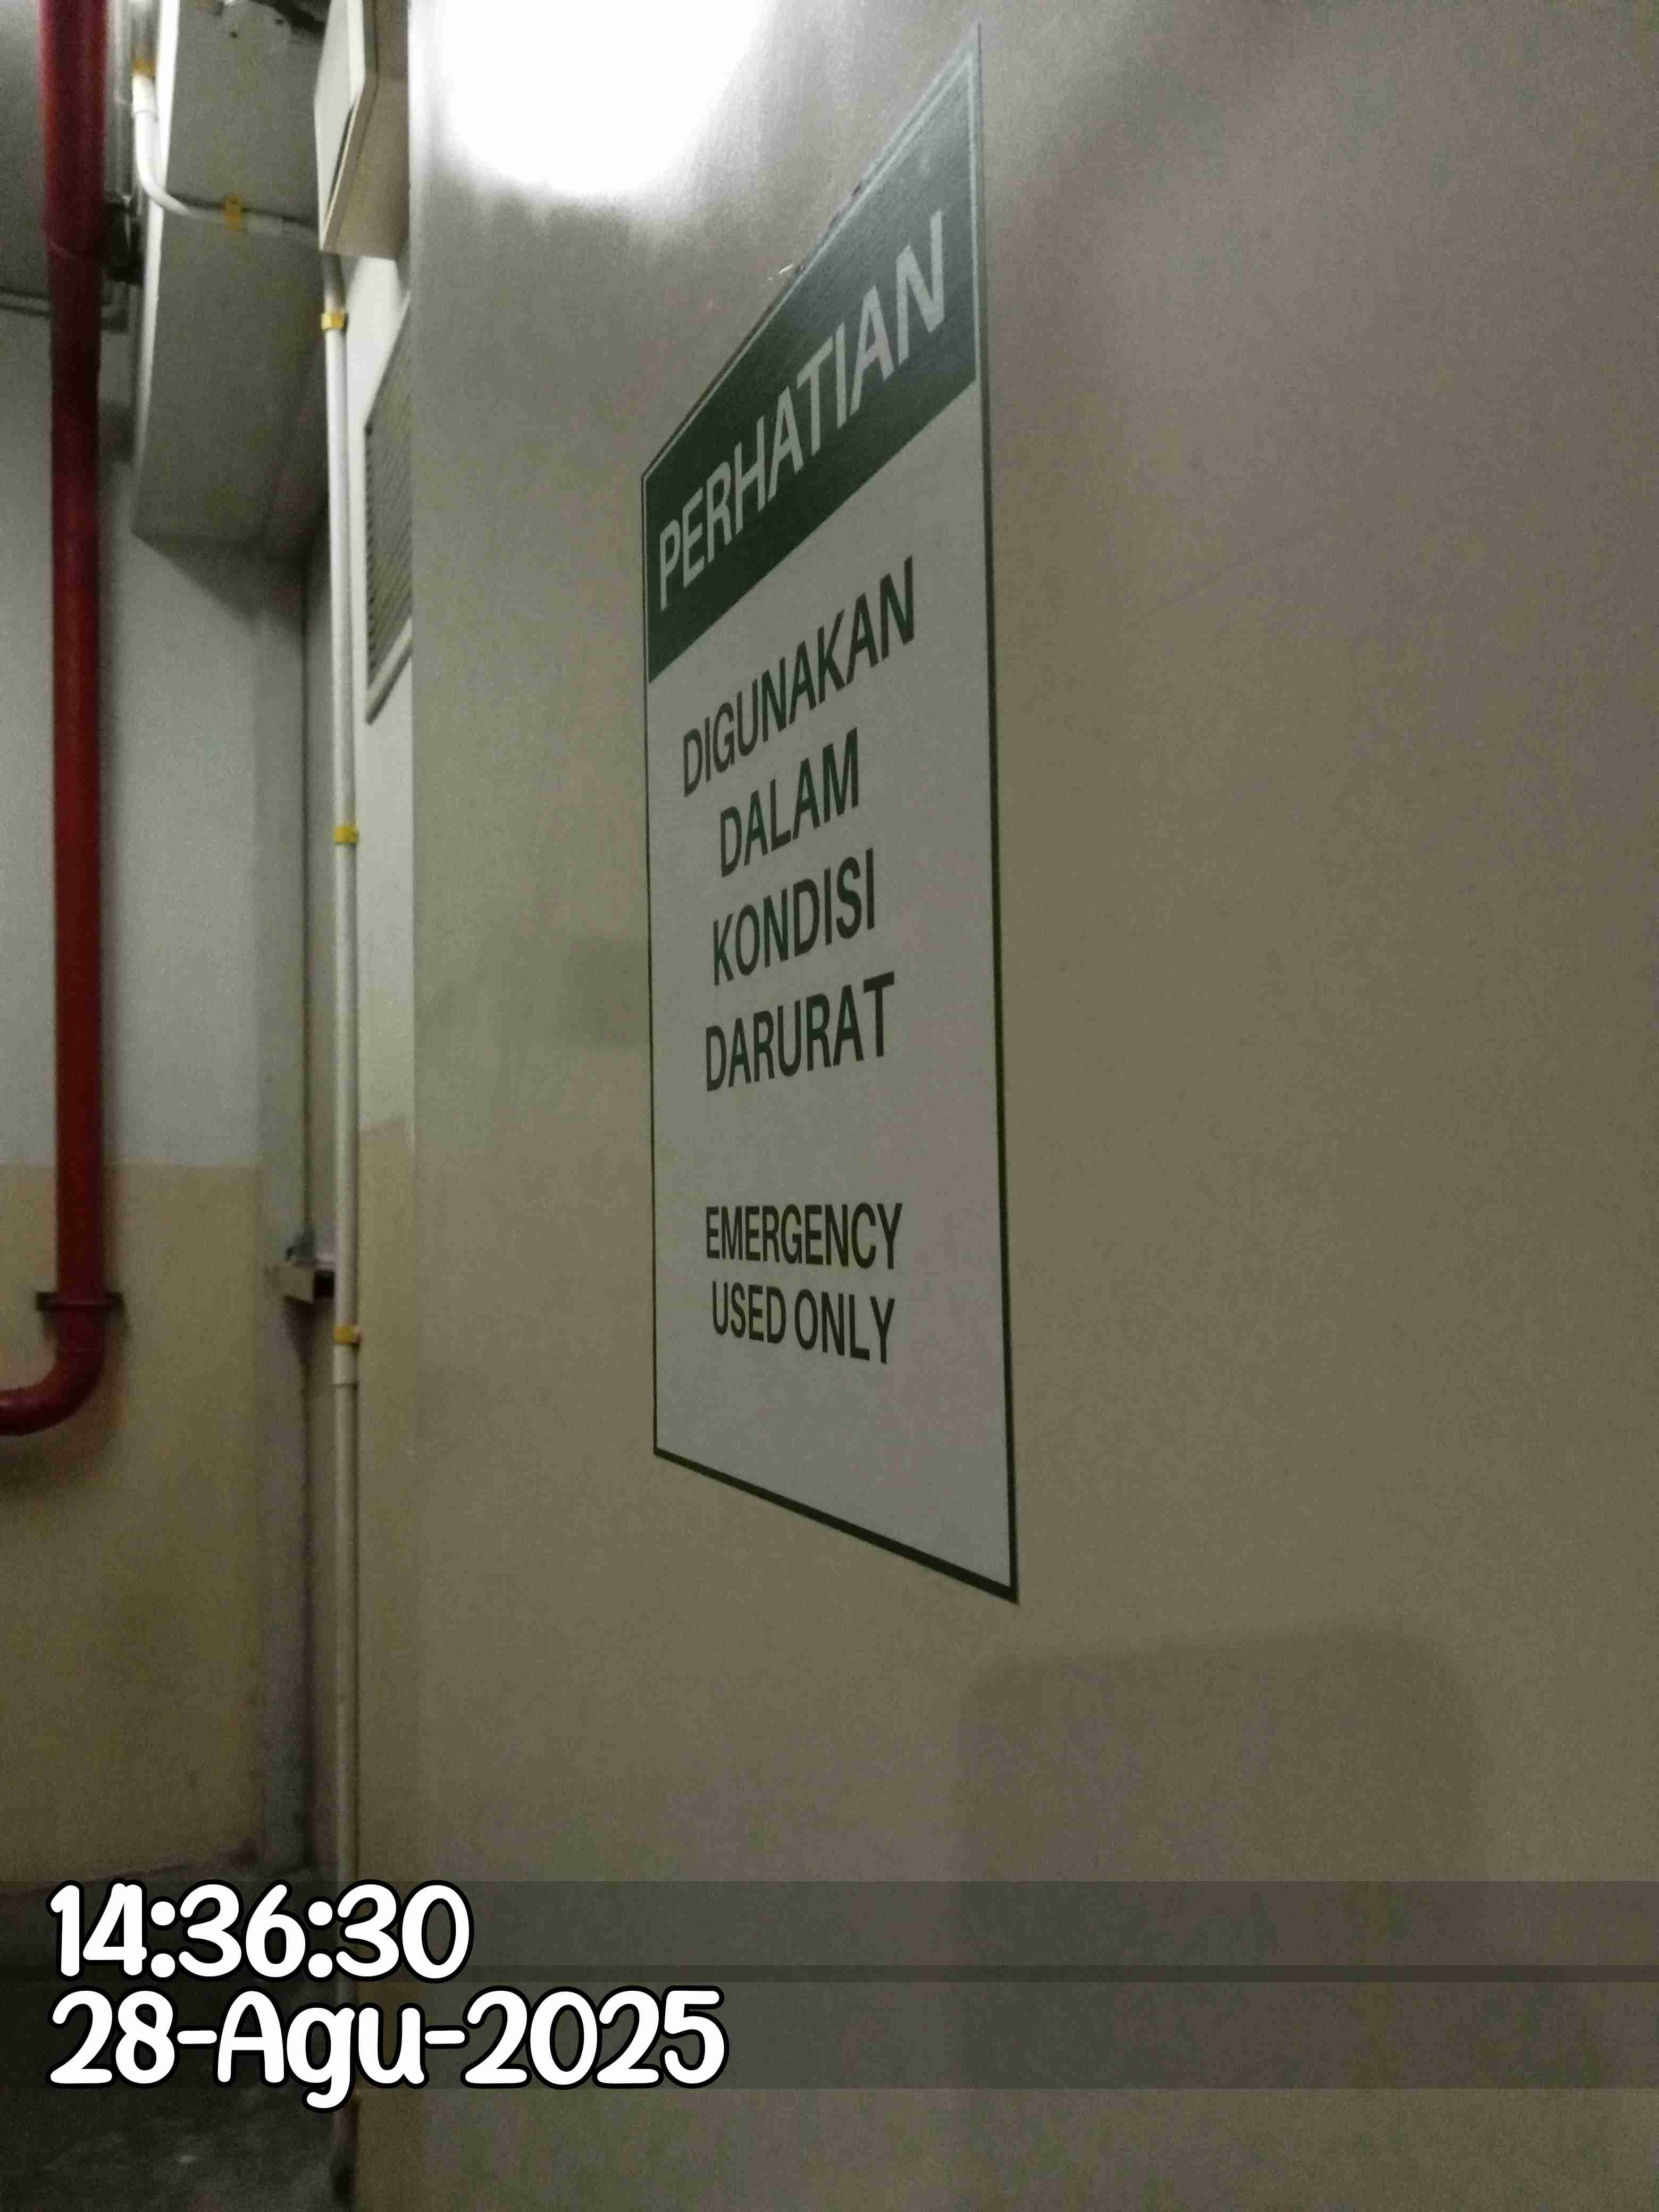 PERHATIAN
DIGUNAKAN
DALAM
KONDISI
DARURAT
EMERGENCY
USED ONLY
14:36:30
28-Agu-2025